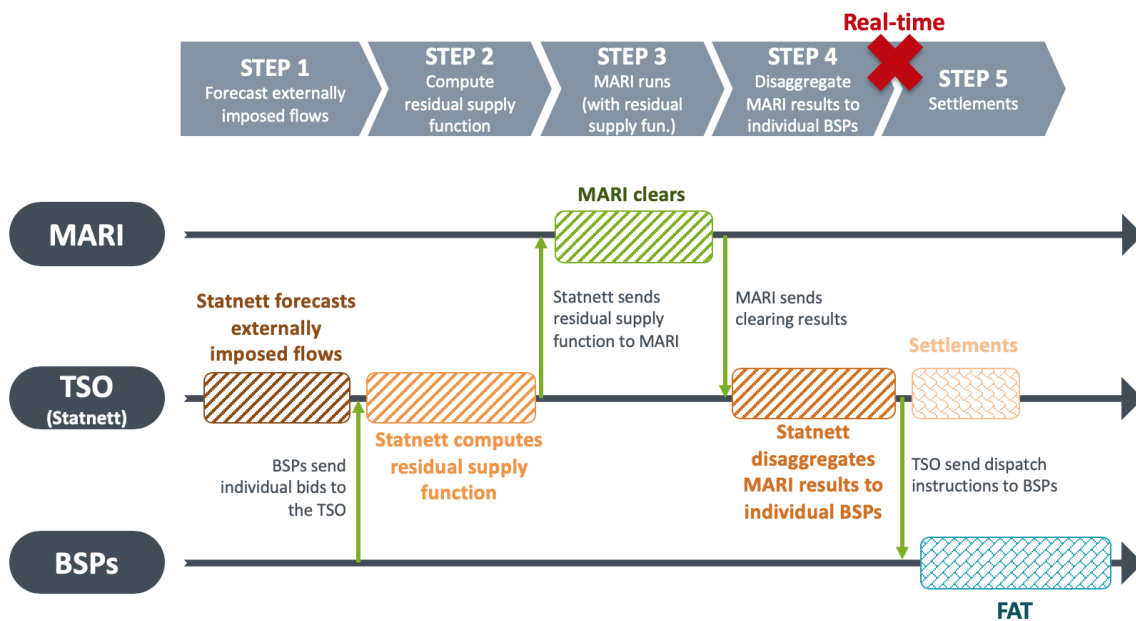 Real-time
STEP 1
Forecast externally
imposed flows
STEP 2
Compute
residual supply
function
STEP 3
MARI runs
(with residual
supply fun.)
STEP 4
Disaggregate
MARI results to
individual BSPs
STEP 5
Settlements
MARI clears
MARI
Statnett sends
residual supply
function to MARI
MARI sends
clearing results
Statnett forecasts
externally
imposed flows
Settlements
TSO
(Statnett)
Statnett computes
residual supply
function
Statnett
disaggregates
MARI results to
individual BSPs
BSPs send
individual bids to
the TSO
TSO send dispatch
instructions to BSPs
BSPs
FAT